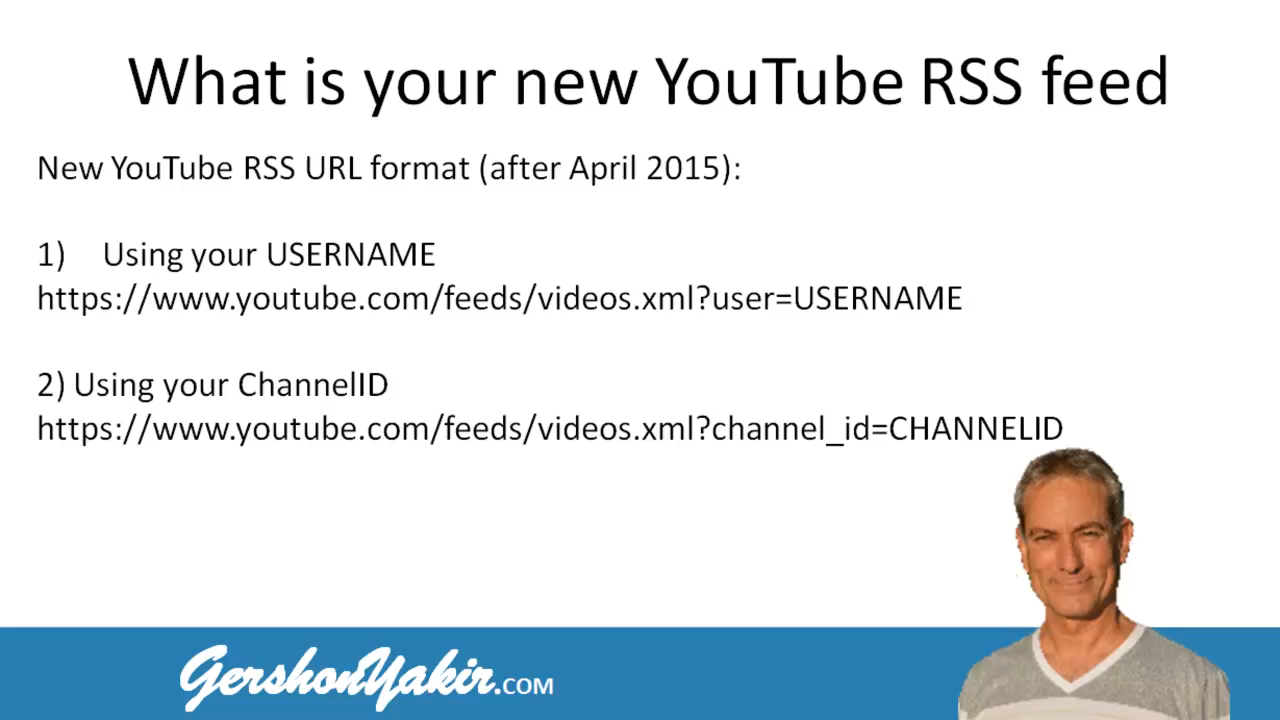 What is your new YouTube RSS feed
New YouTube RSS URL format (after April 2015):
1) Using your USERNAME
https://www.youtube.com/feeds/videos.xml?user=USERNAME
2) Using your ChannelID
https://www.youtube.com/feeds/videos.xml?channel_id=CHANNELID
GershonYakir.COM